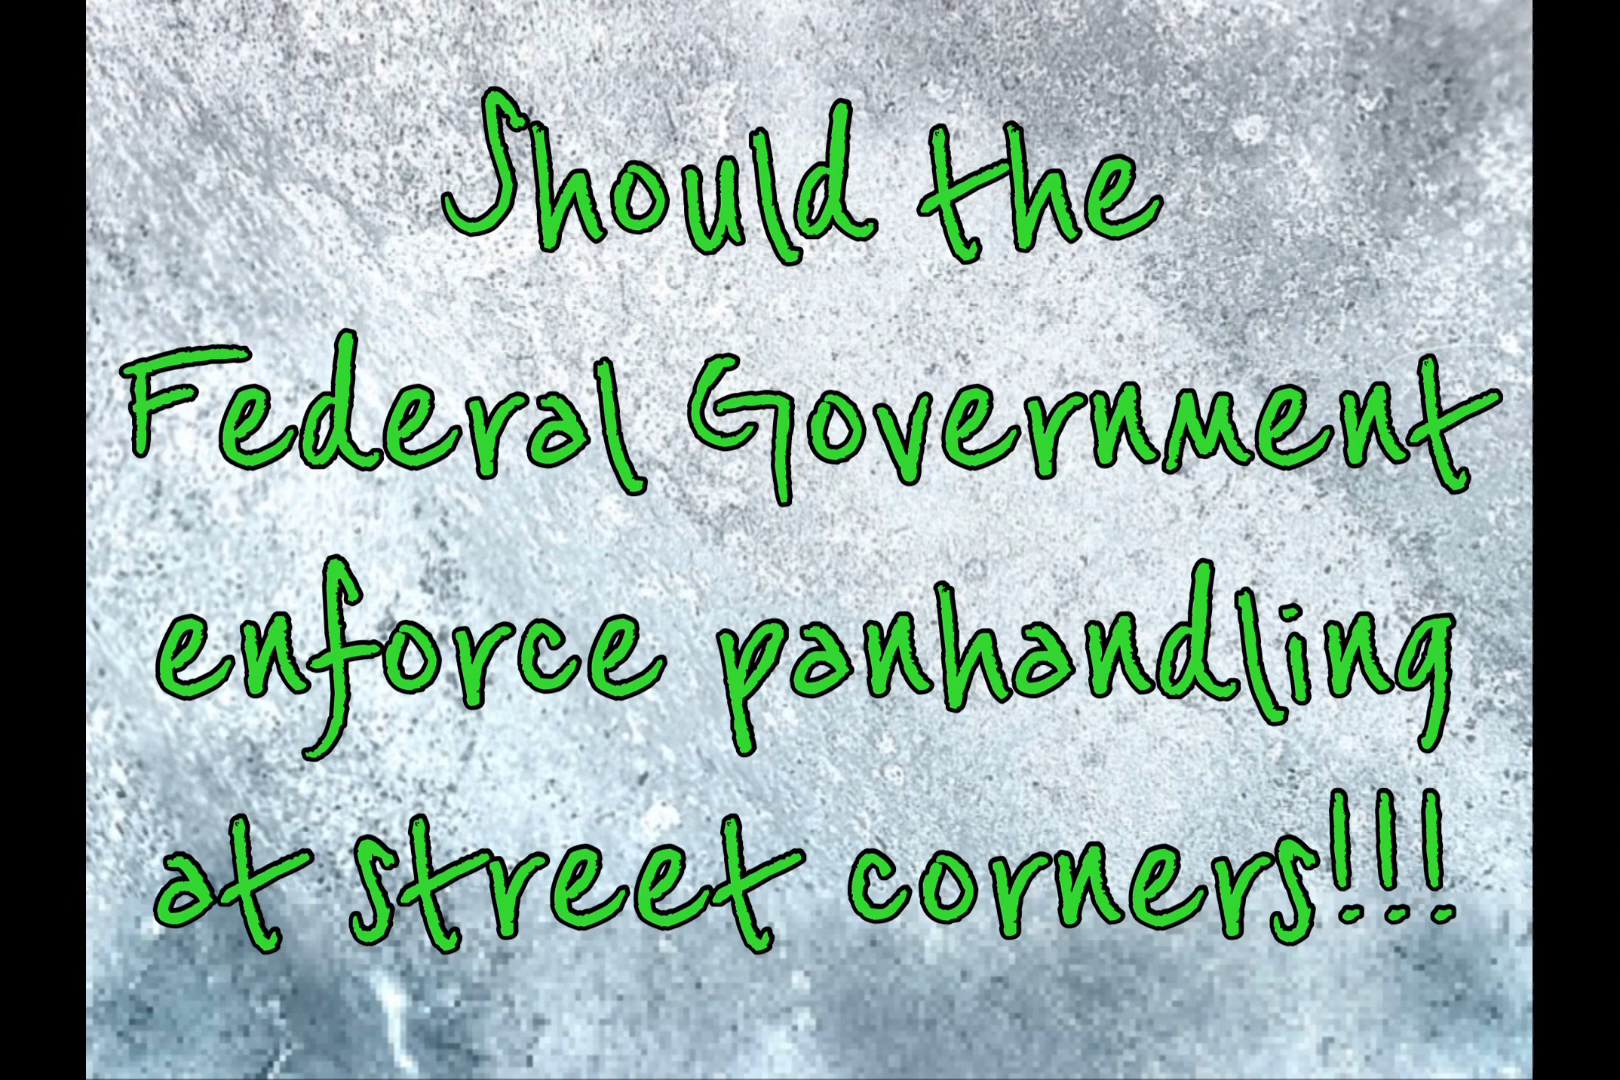 Should the
Federal Government
enforce panhandling
at street corners!!!